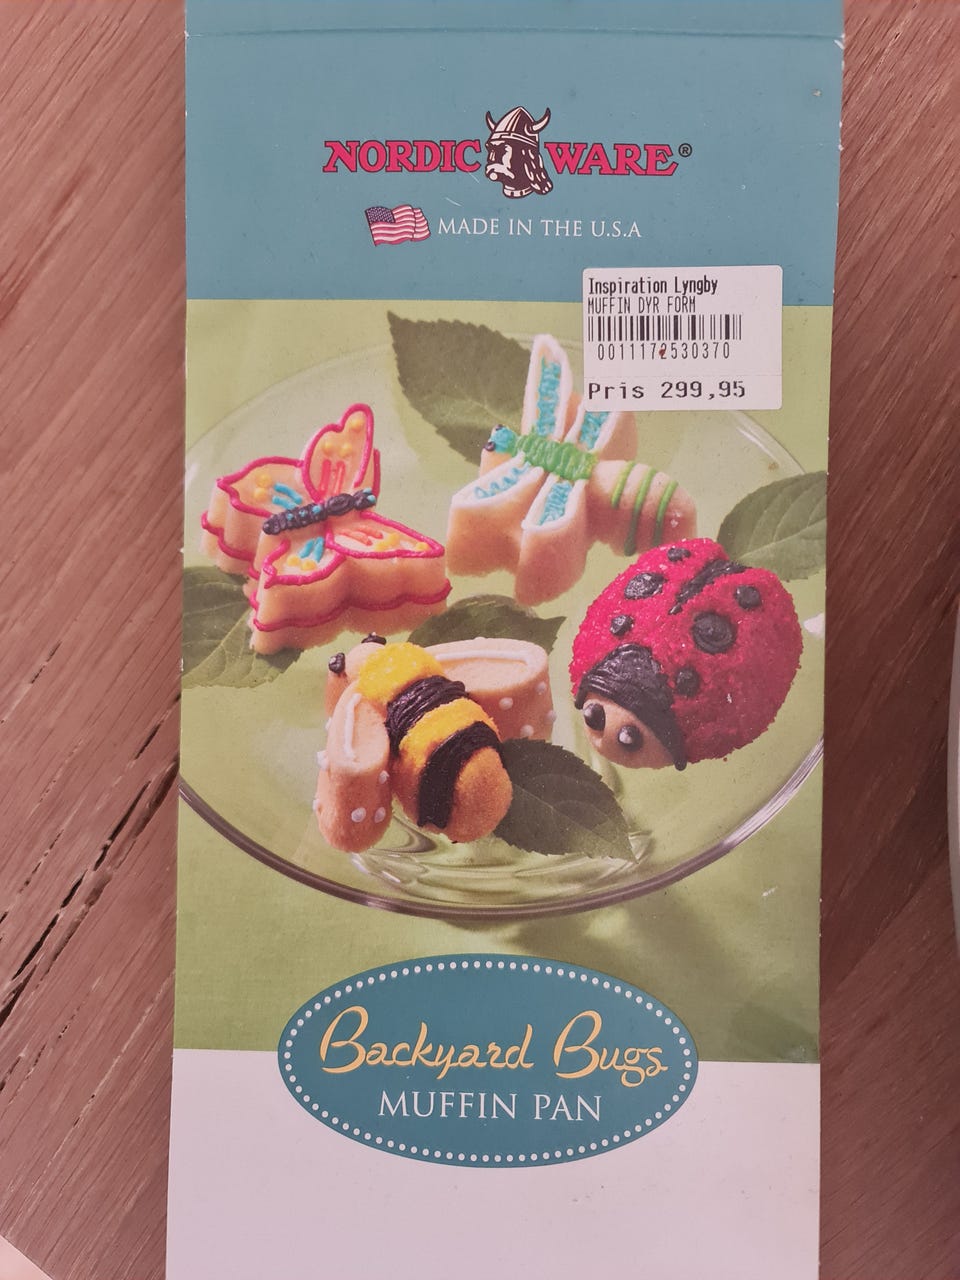 NORDIC WARE®
MADE IN THE U.S.A
Inspiration Lyngby
MUFFIN DYR FORM
0011172530370
Pris 299,95
Backyard Bugs
MUFFIN PAN